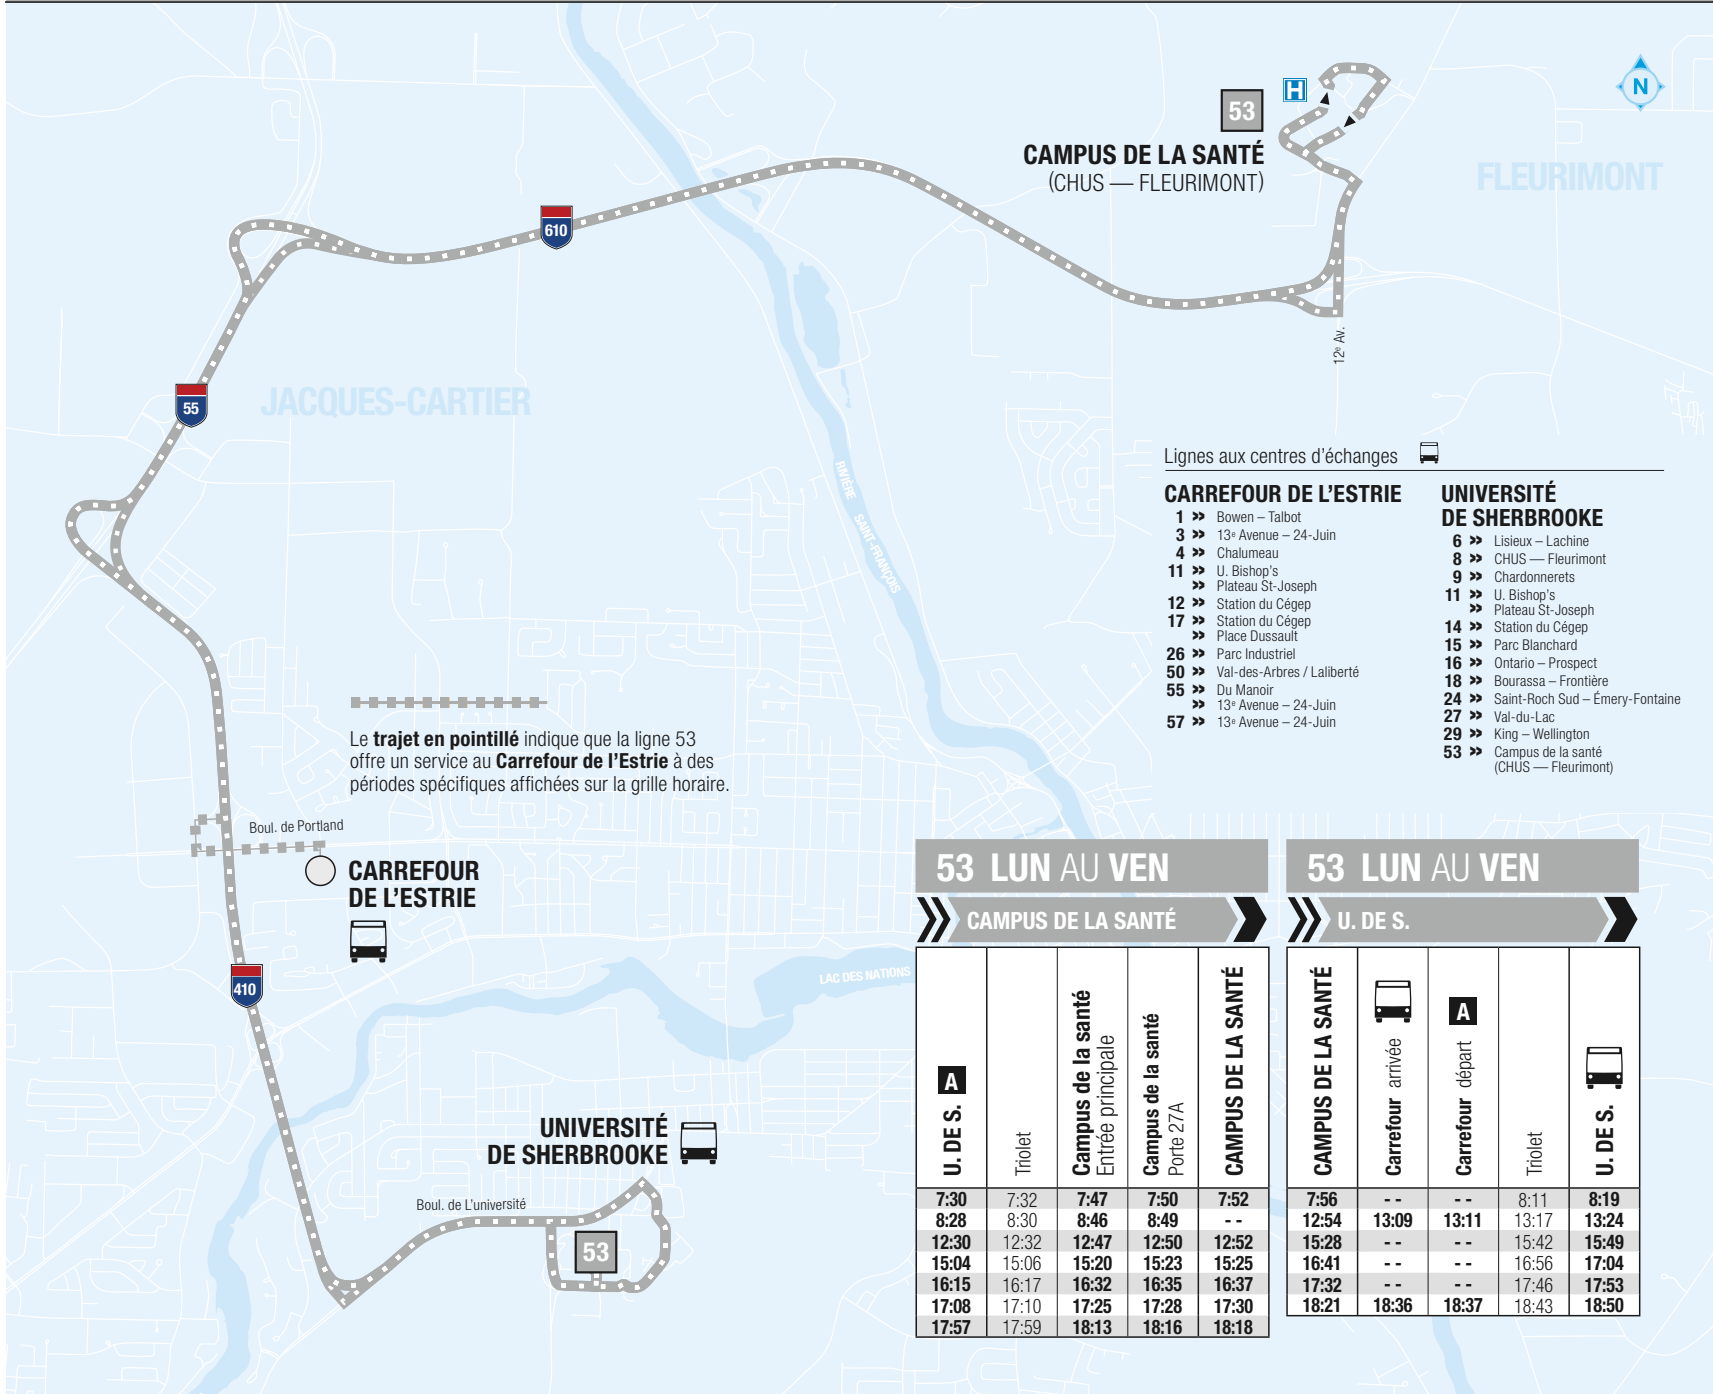 N
H
53
CAMPUS DE LA SANTÉ
(CHUS — FLEURIMONT)
FLEURIMONT
610
12e Av.
55
JACQUES-CARTIER
RIVIÈRE SAINT-FRANÇOIS
Lignes aux centres d'échanges
CARREFOUR DE L'ESTRIE
1 » Bowen – Talbot
3 » 13e Avenue – 24-Juin
4 » Chalumeau
11 » U. Bishop's
» Plateau St-Joseph
12 » Station du Cégep
17 » Station du Cégep
» Place Dussault
26 » Parc Industriel
50 » Val-des-Arbres / Laliberté
55 » Du Manoir
» 13e Avenue – 24-Juin
57 » 13e Avenue – 24-Juin
UNIVERSITÉ
DE SHERBROOKE
6 » Lisieux – Lachine
8 » CHUS — Fleurimont
9 » Chardonnerets
11 » U. Bishop's
» Plateau St-Joseph
14 » Station du Cégep
15 » Parc Blanchard
16 » Ontario – Prospect
18 » Bourassa – Frontière
24 » Saint-Roch Sud – Émery-Fontaine
27 » Val-du-Lac
29 » King – Wellington
53 » Campus de la santé
(CHUS — Fleurimont)
Le trajet en pointillé indique que la ligne 53
offre un service au Carrefour de l'Estrie à des
périodes spécifiques affichées sur la grille horaire.
Boul. de Portland
CARREFOUR
DE L'ESTRIE
410
LAC DES NATIONS
UNIVERSITÉ
DE SHERBROOKE
Boul. de L'université
53
53 LUN AU VEN
CAMPUS DE LA SANTÉ
U. DE S. A
Triolet
Campus de la santé
Entrée principale
Campus de la santé
Porte 27A
CAMPUS DE LA SANTÉ
7:30 7:32 7:47 7:50 7:52
8:28 8:30 8:46 8:49 - -
12:30 12:32 12:47 12:50 12:52
15:04 15:06 15:20 15:23 15:25
16:15 16:17 16:32 16:35 16:37
17:08 17:10 17:25 17:28 17:30
17:57 17:59 18:13 18:16 18:18
53 LUN AU VEN
U. DE S.
CAMPUS DE LA SANTÉ
Carrefour arrivée
Carrefour départ A
Triolet
U. DE S.
7:56 - - - - 8:11 8:19
12:54 13:09 13:11 13:17 13:24
15:28 - - - - 15:42 15:49
16:41 - - - - 16:56 17:04
17:32 - - - - 17:46 17:53
18:21 18:36 18:37 18:43 18:50